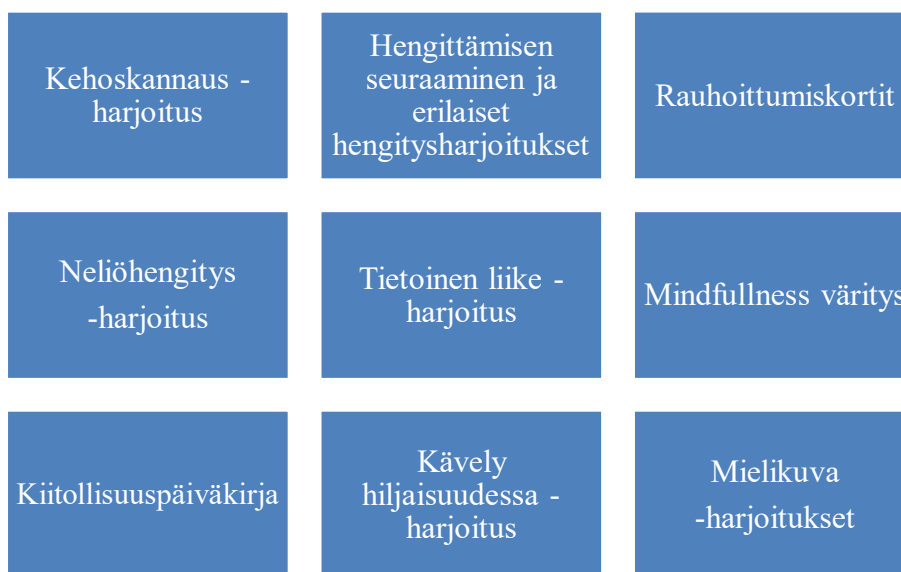 Kehoskannaus -
harjoitus
Hengittämisen
seuraaminen ja
erilaiset
hengitysharjoitukset
Rauhoittumiskortit
Neliöhengitys
-harjoitus
Tietoinen liike -
harjoitus
Mindfullness väritys
Kiitollisuuspäiväkirja
Kävely
hiljaisuudessa -
harjoitus
Mielikuva
-harjoitukset